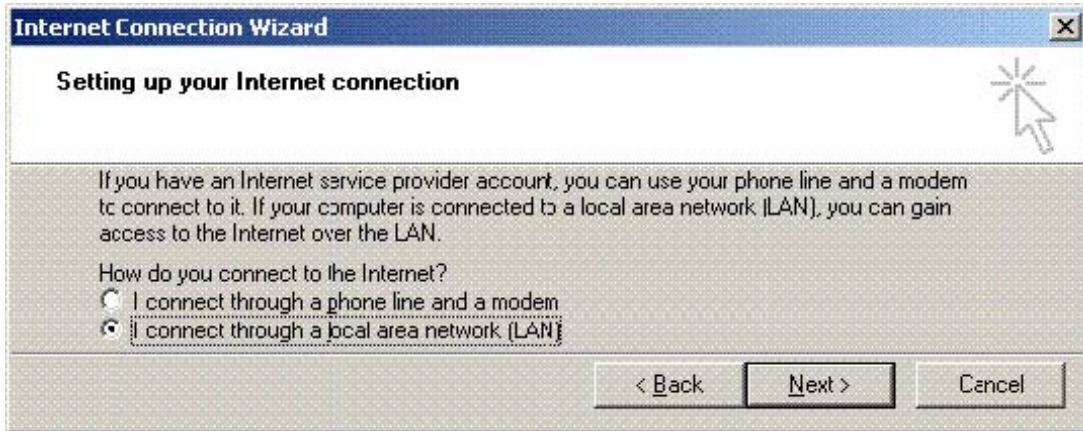 Internet Connection Wizard
Setting up your Internet connection
If you have an Internet service provider account, you can use your phone line and a modem
to connect to it. If your computer is connected to a local area network (LAN), you can gain
access to the Internet over the LAN.
How do you connect to the Internet?
I connect through a phone line and a modem
I connect through a local area network (LAN)
< Back Next > Cancel